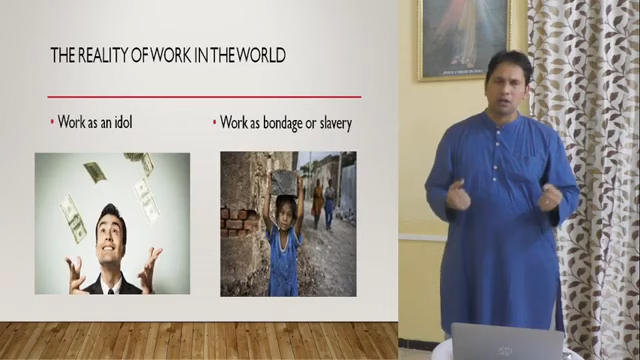 THE REALITY OF WORK IN THE WORLD
• Work as an idol
• Work as bondage or slavery